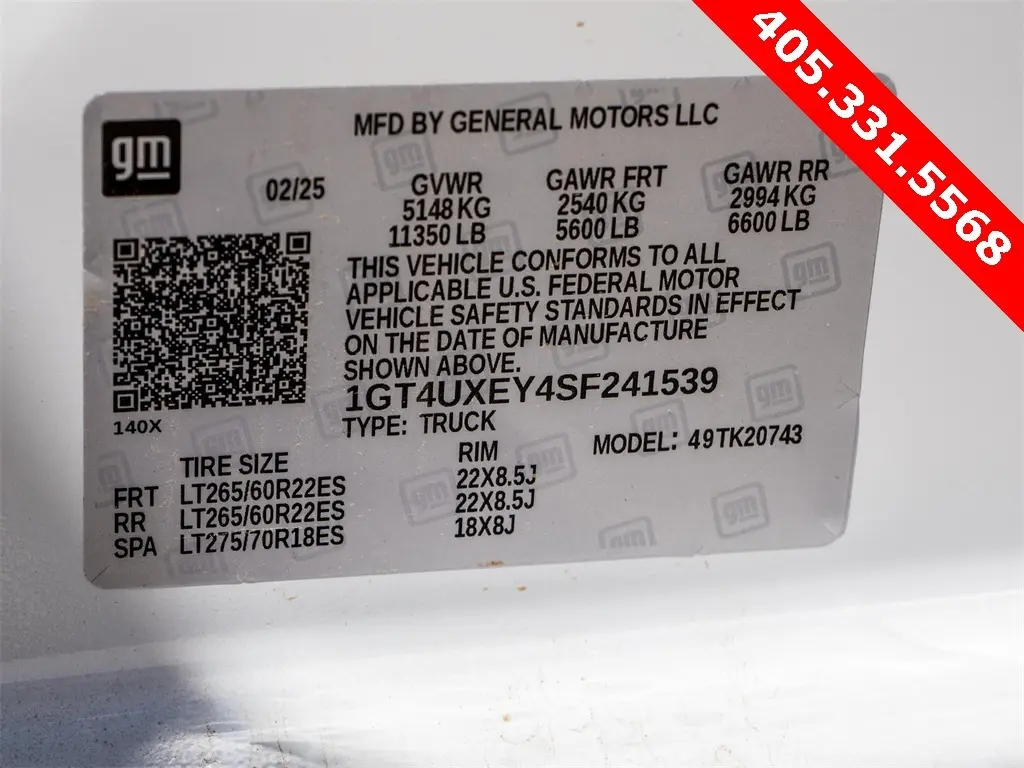 405.331.5568
gm
MFD BY GENERAL MOTORS LLC
02/25 GVWR GAWR FRT GAWR RR
5148 KG 2540 KG 2994 KG
11350 LB 5600 LB 6600 LB
THIS VEHICLE CONFORMS TO ALL
APPLICABLE U.S. FEDERAL MOTOR
VEHICLE SAFETY STANDARDS IN EFFECT
ON THE DATE OF MANUFACTURE
SHOWN ABOVE.
1GT4UXEY4SF241539
140X
TYPE: TRUCK
MODEL: 49TK20743
TIRE SIZE RIM
FRT LT265/60R22ES 22X8.5J
RR LT265/60R22ES 22X8.5J
SPA LT275/70R18ES 18X8J